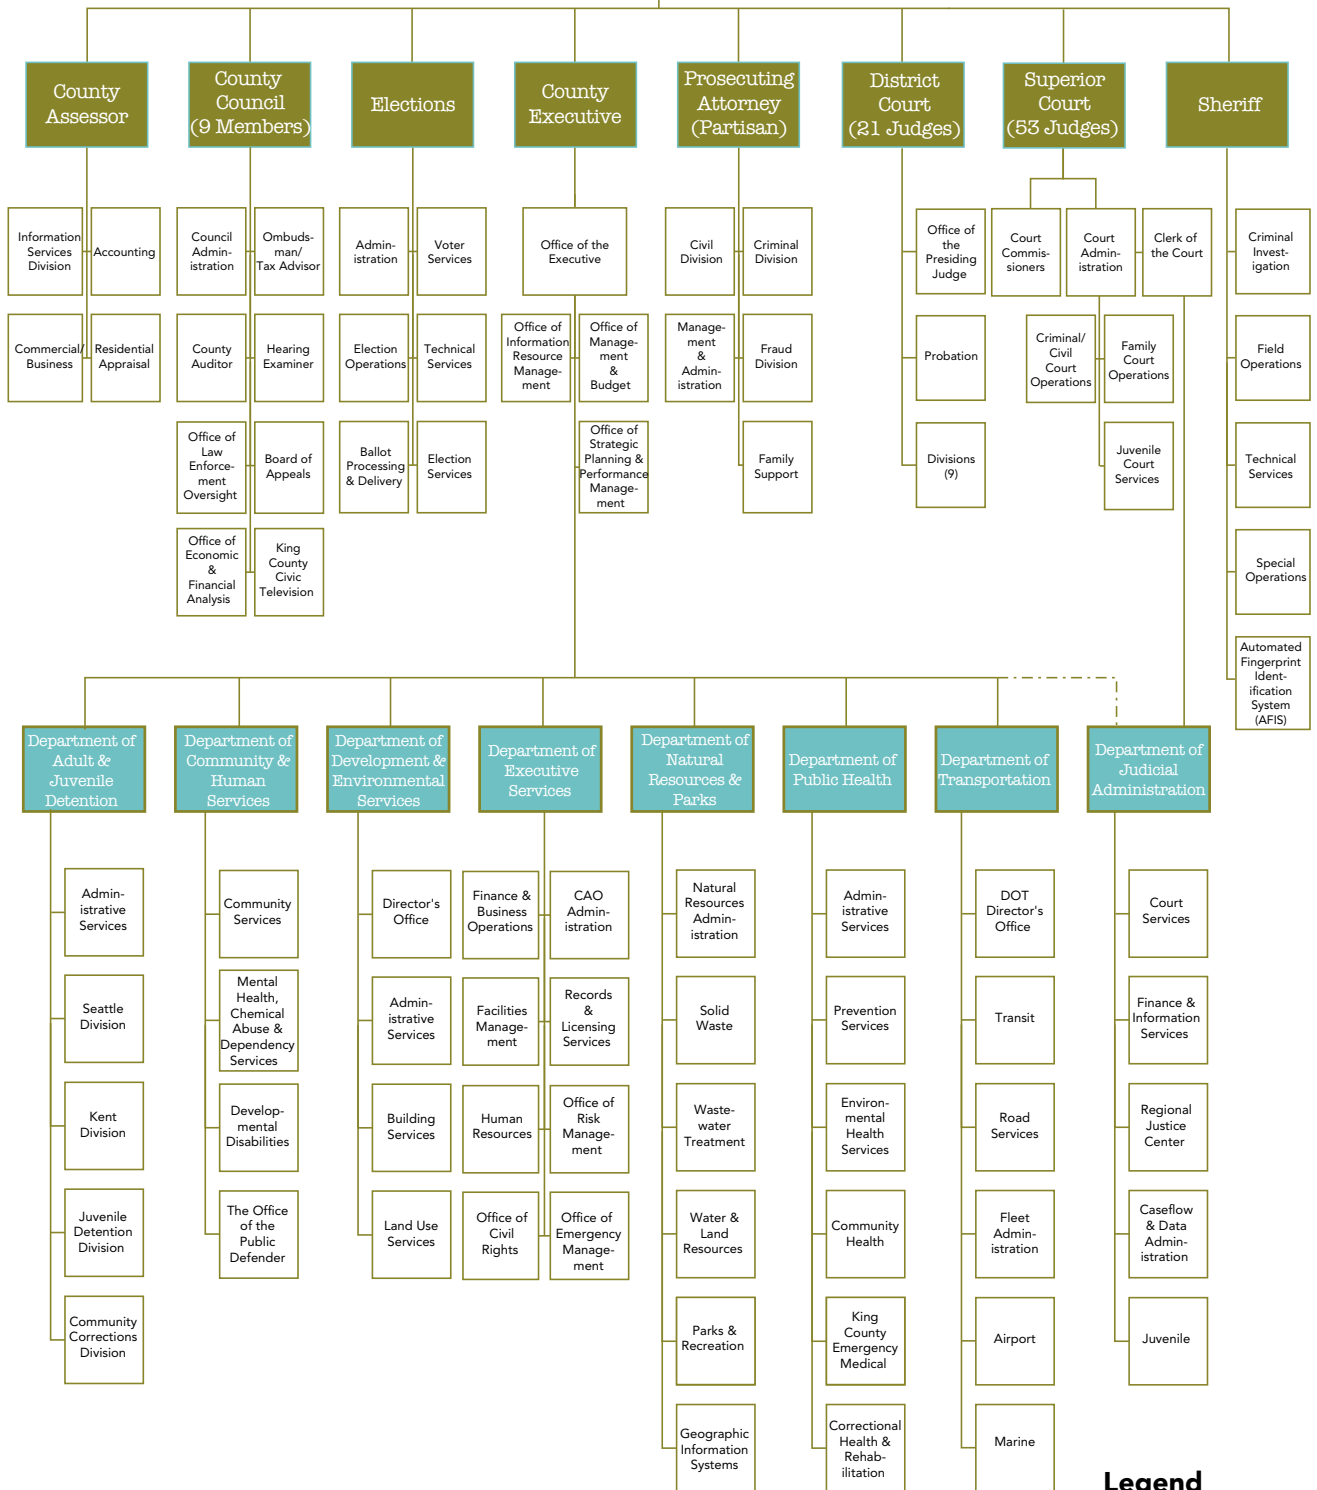 County
Assessor
County
Council
(9 Members)
Elections
County
Executive
Prosecuting
Attorney
(Partisan)
District
Court
(21 Judges)
Superior
Court
(53 Judges)
Sheriff
Information
Services
Division
Accounting
Commercial/
Business
Residential
Appraisal
Council
Admin-
istration
Ombuds-
man/
Tax Advisor
County
Auditor
Hearing
Examiner
Office of
Law
Enforce-
ment
Oversight
Board of
Appeals
Office of
Economic
&
Financial
Analysis
King
County
Civic
Television
Admin-
istration
Voter
Services
Election
Operations
Technical
Services
Ballot
Processing
& Delivery
Election
Services
Office of the
Executive
Office of
Information
Resource
Manage-
ment
Office of
Manage-
ment
&
Budget
Office of
Strategic
Planning &
Performance
Manage-
ment
Civil
Division
Criminal
Division
Manage-
ment
&
Admin-
istration
Fraud
Division
Family
Support
Office of
the
Presiding
Judge
Probation
Divisions
(9)
Court
Commis-
sioners
Court
Admin-
istration
Clerk of
the Court
Criminal/
Civil
Court
Operations
Family
Court
Operations
Juvenile
Court
Services
Criminal
Invest-
igation
Field
Operations
Technical
Services
Special
Operations
Automated
Fingerprint
Ident-
ification
System
(AFIS)
Department of
Adult &
Juvenile
Detention
Department of
Community &
Human
Services
Department of
Development &
Environmental
Services
Department of
Executive
Services
Department of
Natural
Resources &
Parks
Department of
Public Health
Department of
Transportation
Department of
Judicial
Administration
Admin-
istrative
Services
Seattle
Division
Kent
Division
Juvenile
Detention
Division
Community
Corrections
Division
Community
Services
Mental
Health,
Chemical
Abuse &
Dependency
Services
Develop-
mental
Disabilities
The Office
of the
Public
Defender
Director's
Office
Admin-
istrative
Services
Building
Services
Land Use
Services
Finance &
Business
Operations
CAO
Admin-
istration
Facilities
Manage-
ment
Records
&
Licensing
Services
Human
Resources
Office of
Risk
Manage-
ment
Office of
Civil
Rights
Office of
Emergency
Manage-
ment
Natural
Resources
Admin-
istration
Solid
Waste
Waste-
water
Treatment
Water &
Land
Resources
Parks &
Recreation
Geographic
Information
Systems
Admin-
istrative
Services
Prevention
Services
Environ-
mental
Health
Services
Community
Health
King
County
Emergency
Medical
Correctional
Health &
Rehab-
ilitation
DOT
Director's
Office
Transit
Road
Services
Fleet
Admin-
istration
Airport
Marine
Court
Services
Finance &
Information
Services
Regional
Justice
Center
Caseflow
& Data
Admin-
istration
Juvenile
Legend